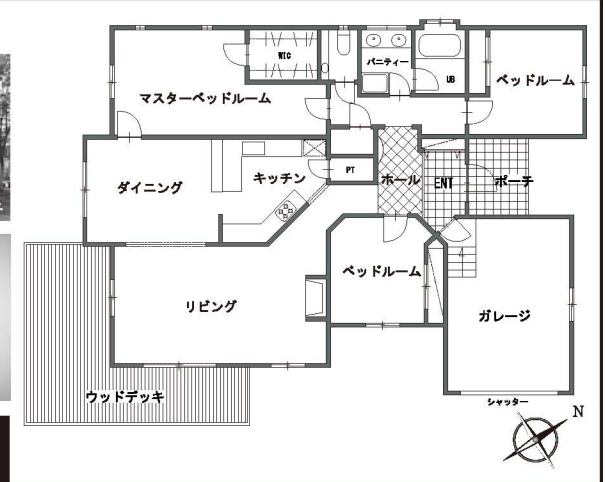 WIC
バニティー
UB
ベッドルーム
マスターベッドルーム
ダイニング
キッチン
PT
ホール
ENT
ポーチ
ベッドルーム
リビング
ガレージ
ウッドデッキ
シャッター
N